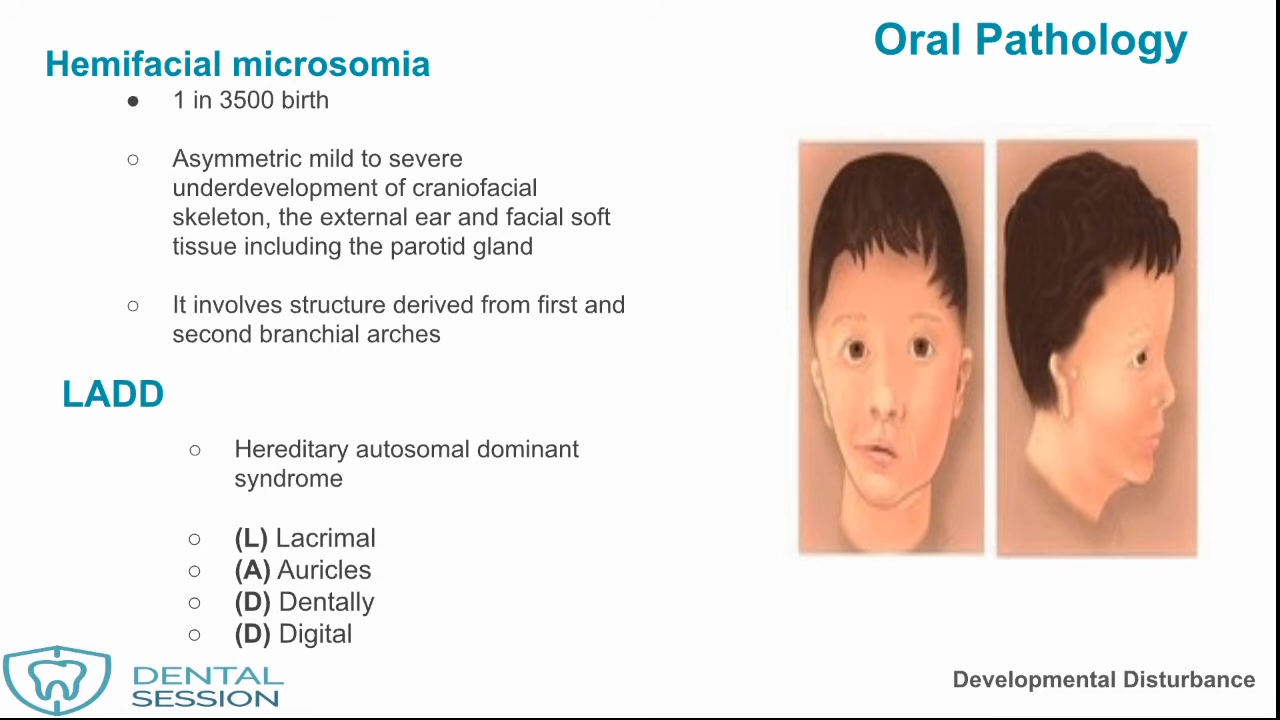 Oral Pathology
Hemifacial microsomia
● 1 in 3500 birth
○ Asymmetric mild to severe
underdevelopment of craniofacial
skeleton, the external ear and facial soft
tissue including the parotid gland
○ It involves structure derived from first and
second branchial arches
LADD
○ Hereditary autosomal dominant
syndrome
○ (L) Lacrimal
○ (A) Auricles
○ (D) Dentally
○ (D) Digital
DENTAL
SESSION
Developmental Disturbance